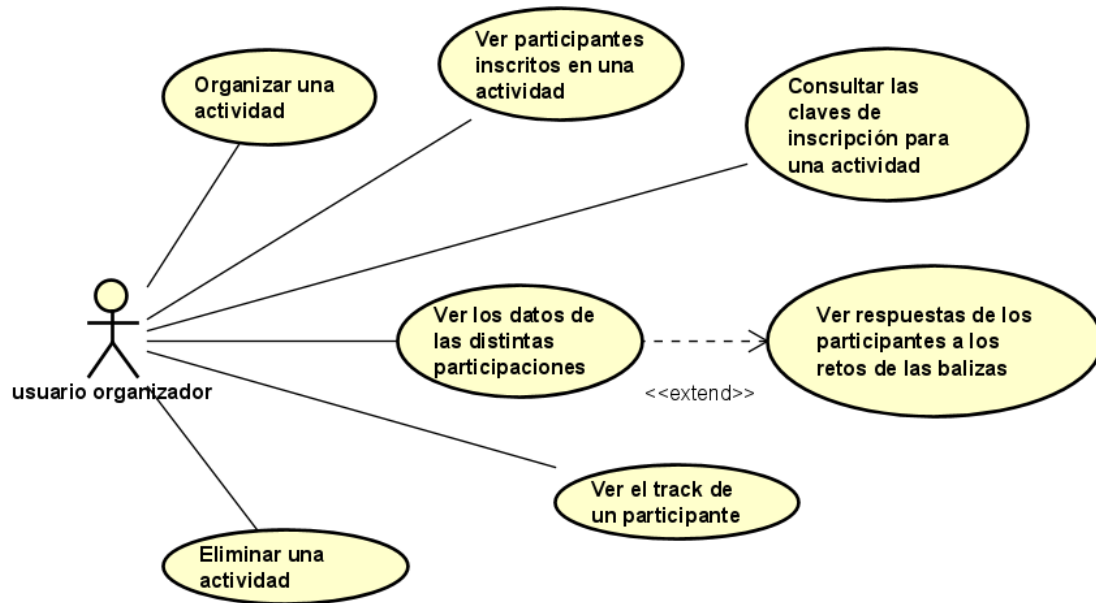 Organizar una
actividad
Ver participantes
inscritos en una
actividad
Consultar las
claves de
inscripción para
una actividad
usuario organizador
Ver los datos de
las distintas
participaciones
<<extend>>
Ver respuestas de los
participantes a los
retos de las balizas
Ver el track de
un participante
Eliminar una
actividad